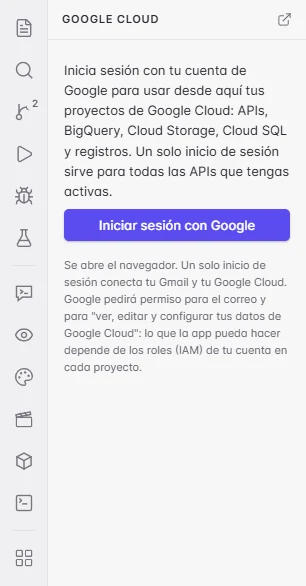 GOOGLE CLOUD
Inicia sesión con tu cuenta de
Google para usar desde aquí tus
proyectos de Google Cloud: APIs,
BigQuery, Cloud Storage, Cloud SQL
y registros. Un solo inicio de sesión
sirve para todas las APIs que tengas
activas.
2
Iniciar sesión con Google
Se abre el navegador. Un solo inicio de
sesión conecta tu Gmail y tu Google Cloud.
Google pedirá permiso para el correo y
para "ver, editar y configurar tus datos de
Google Cloud": lo que la app pueda hacer
depende de los roles (IAM) de tu cuenta en
cada proyecto.